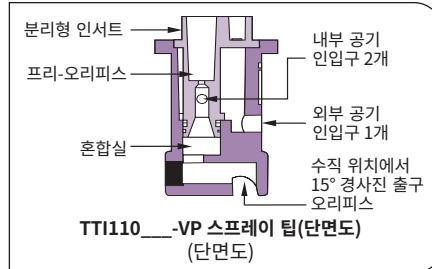 분리형 인서트
프리-오리피스
혼합실
내부 공기
인입구 2개
외부 공기
인입구 1개
수직 위치에서
15° 경사진 출구
오리피스
TTI110___-VP 스프레이 팁(단면도)
(단면도)